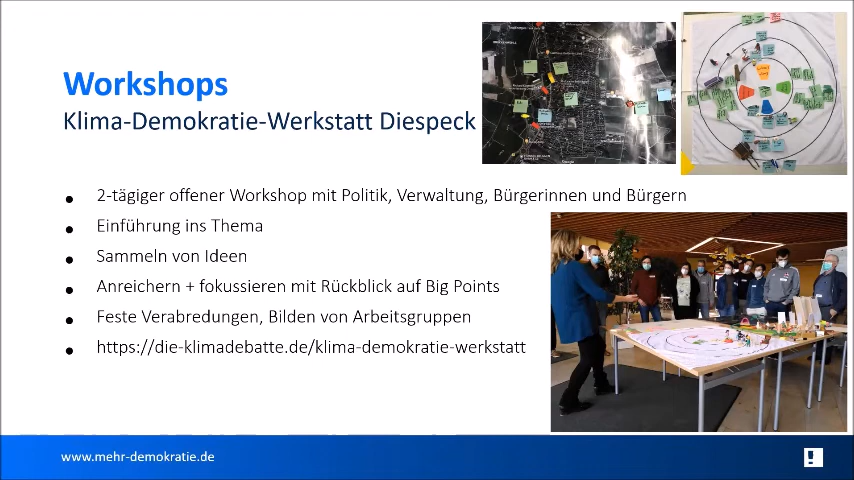 Workshops
Klima-Demokratie-Werkstatt Diespeck
2-tägiger offener Workshop mit Politik, Verwaltung, Bürgerinnen und Bürgern
Einführung ins Thema
Sammeln von Ideen
Anreichern + fokussieren mit Rückblick auf Big Points
Feste Verabredungen, Bilden von Arbeitsgruppen
https://die-klimadebatte.de/klima-demokratie-werkstatt
www.mehr-demokratie.de